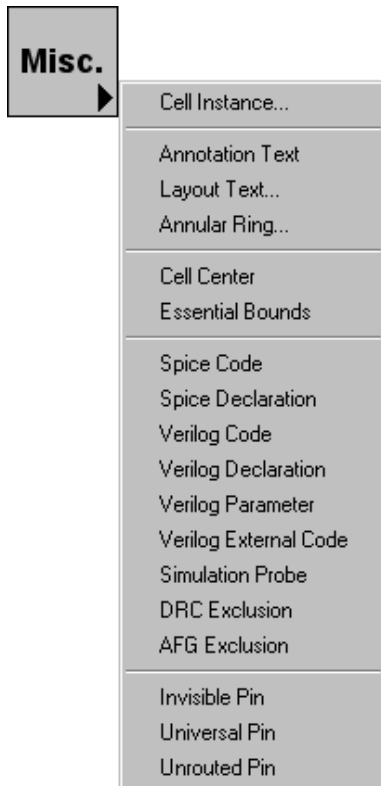 Misc.
Cell Instance...
Annotation Text
Layout Text...
Annular Ring...
Cell Center
Essential Bounds
Spice Code
Spice Declaration
Verilog Code
Verilog Declaration
Verilog Parameter
Verilog External Code
Simulation Probe
DRC Exclusion
AFG Exclusion
Invisible Pin
Universal Pin
Unrouted Pin